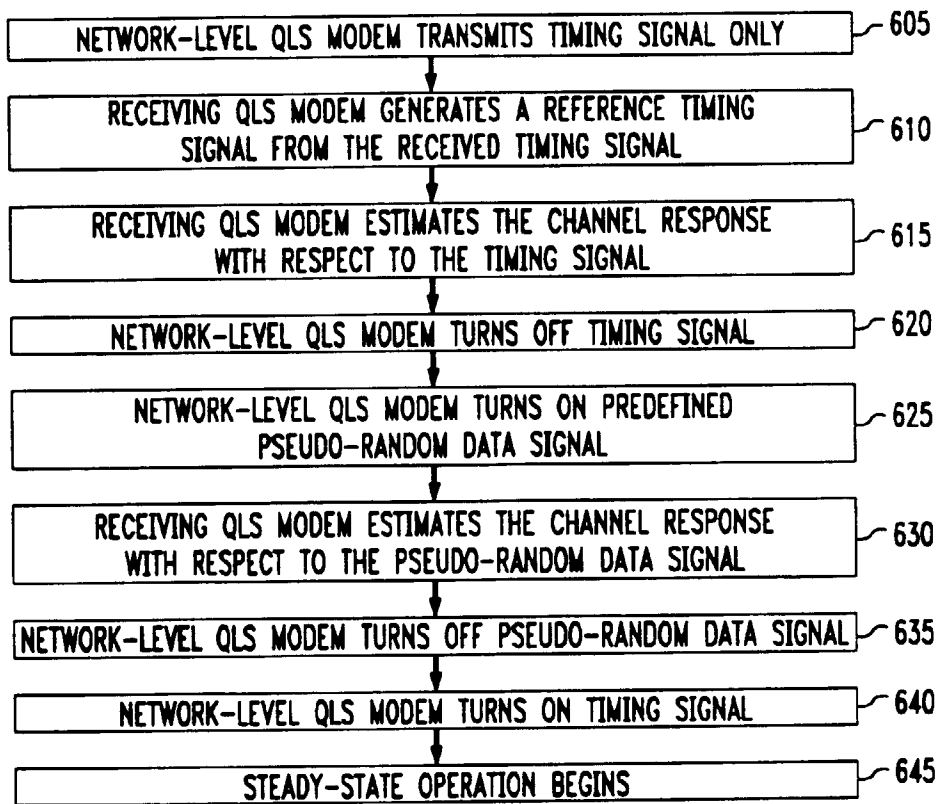 NETWORK-LEVEL QLS MODEM TRANSMITS TIMING SIGNAL ONLY
605
RECEIVING QLS MODEM GENERATES A REFERENCE TIMING
SIGNAL FROM THE RECEIVED TIMING SIGNAL
610
RECEIVING QLS MODEM ESTIMATES THE CHANNEL RESPONSE
WITH RESPECT TO THE TIMING SIGNAL
615
NETWORK-LEVEL QLS MODEM TURNS OFF TIMING SIGNAL
620
NETWORK-LEVEL QLS MODEM TURNS ON PREDEFINED
PSEUDO-RANDOM DATA SIGNAL
625
RECEIVING QLS MODEM ESTIMATES THE CHANNEL RESPONSE
WITH RESPECT TO THE PSEUDO-RANDOM DATA SIGNAL
630
NETWORK-LEVEL QLS MODEM TURNS OFF PSEUDO-RANDOM DATA SIGNAL
635
NETWORK-LEVEL QLS MODEM TURNS ON TIMING SIGNAL
640
STEADY-STATE OPERATION BEGINS
645